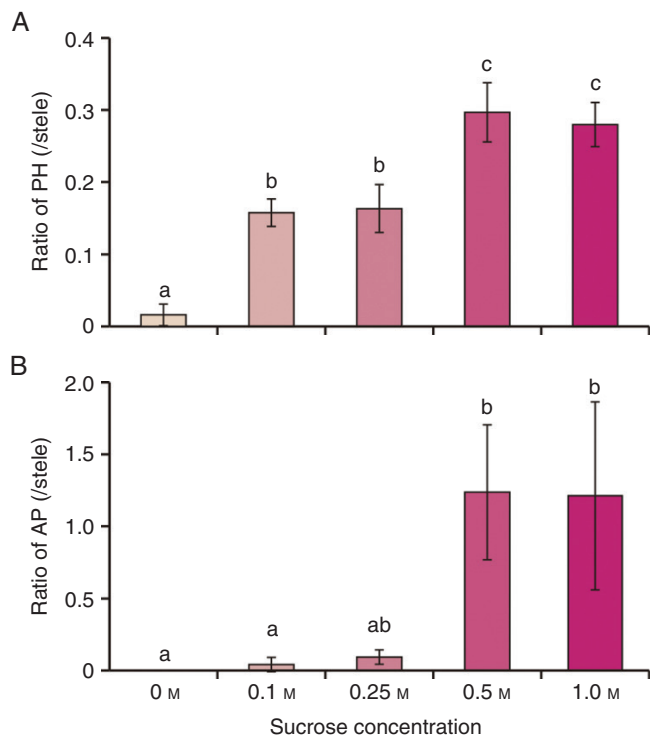 A
Ratio of PH (/stele)
0.4
0.3
0.2
0.1
0
a
b
b
c
c
B
Ratio of AP (/stele)
2.0
1.5
1.0
0.5
0
a
a
ab
b
b
0 M
0.1 M
0.25 M
0.5 M
1.0 M
Sucrose concentration